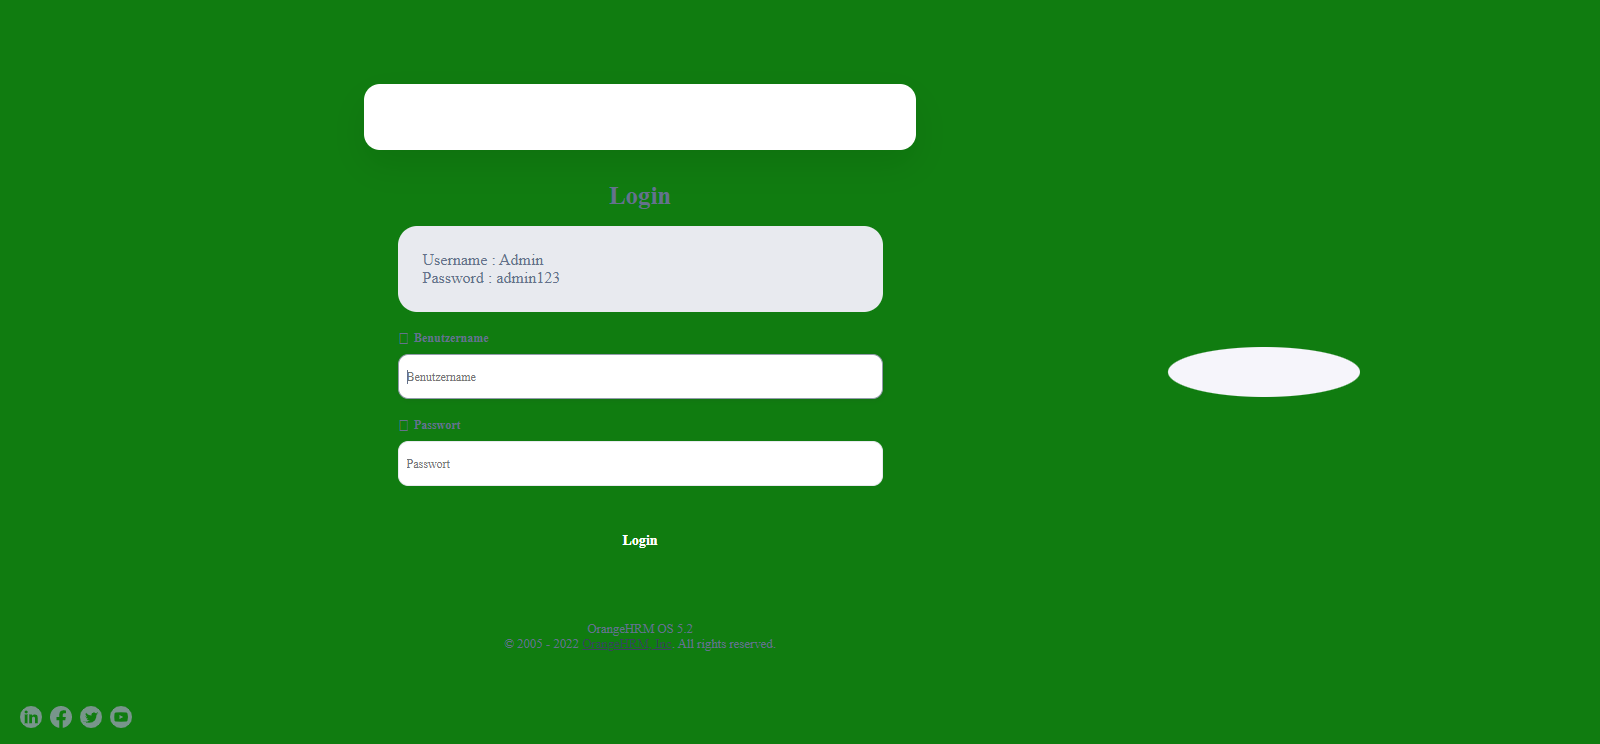 Login
Username : Admin
Password : admin123
Benutzername
Benutzername
Passwort
Passwort
Login
OrangeHRM OS 5.2
© 2005 - 2022 OrangeHRM, Inc. All rights reserved.